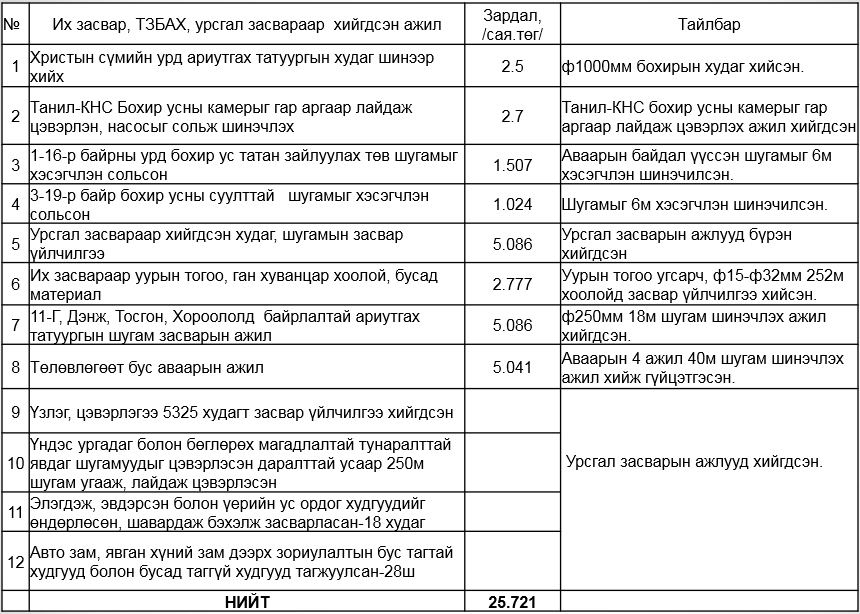 № Их засвар, ТЗБАХ, урсгал засвараар хийгдсэн ажил Зардал, /сая.төг/ Тайлбар
1 Христын сүмийн урд ариутгах татуургын худаг шинээр хийх 2.5 ф1000мм бохирын худаг хийсэн.
2 Танил-КНС Бохир усны камерыг гар аргаар лайдаж цэвэрлэн, насосыг сольж шинэчлэх 2.7 Танил-КНС бохир усны камерыг гар аргаар лайдаж цэвэрлэх ажил хийгдсэн
3 1-16-р байрны урд бохир ус татан зайлуулах төв шугамыг хэсэгчлэн сольсон 1.507 Аваарын байдал үүссэн шугамыг 6м хэсэгчлэн шинэчилсэн.
4 3-19-р байр бохир усны суулттай шугамыг хэсэгчлэн сольсон 1.024 Шугамыг 6м хэсэгчлэн шинэчилсэн.
5 Урсгал засвараар хийгдсэн худаг, шугамын засвар үйлчилгээ 5.086 Урсгал засварын ажлууд бүрэн хийгдсэн
6 Их засвараар уурын тогоо, ган хуванцар хоолой, бусад материал 2.777 Уурын тогоо угсарч, ф15-ф32мм 252м хоолойд засвар үйлчилгээ хийсэн.
7 11-Г, Дэнж, Тосгон, Хороололд байрлалтай ариутгах татуургын шугам засварын ажил 5.086 ф250мм 18м шугам шинэчлэх ажил хийгдсэн.
8 Төлөвлөгөөт бус аваарын ажил 5.041 Аваарын 4 ажил 40м шугам шинэчлэх ажил хийж гүйцэтгэсэн.
9 Үзлэг, цэвэрлэгээ 5325 худагт засвар үйлчилгээ хийгдсэн
10 Үндэс ургадаг болон бөглөрөх магадлалтай тунаралттай явдаг шугамуудыг цэвэрлэсэн даралттай усаар 250м шугам угааж, лайдаж цэвэрлэсэн Урсгал засварын ажлууд хийгдсэн.
11 Элэгдэж, эвдэрсэн болон үерийн ус ордог худгуудийг өндөрлөсөн, шавардаж бэхэлж засварласан-18 худаг
12 Авто зам, явган хүний зам дээрх зориулалтын бус тагтай худгууд болон бусад таггүй худгууд тагжуулсан-28ш
НИЙТ 25.721